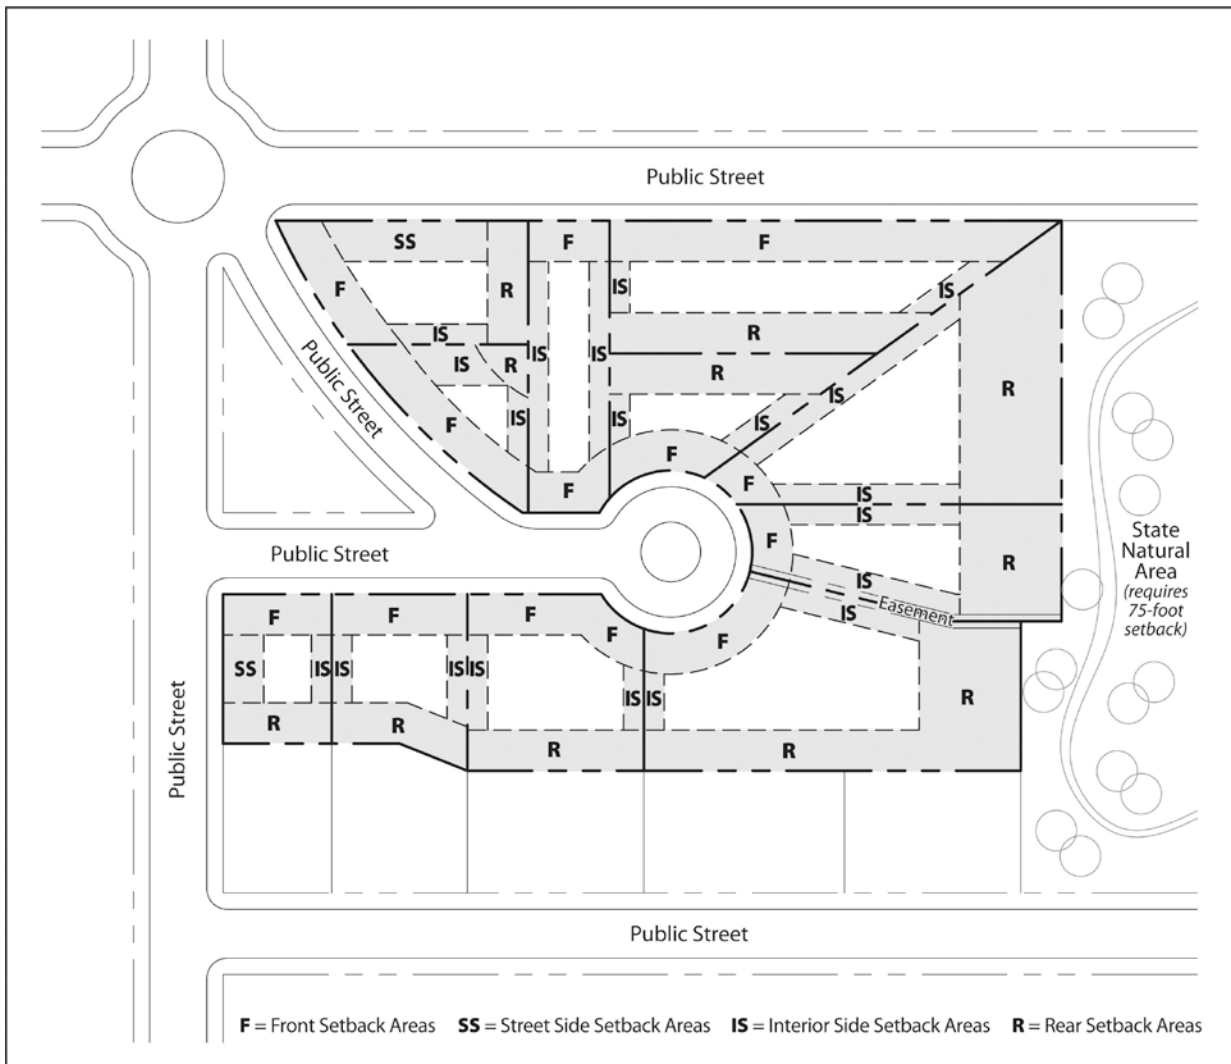 Public Street
SS
F
F
F
R
IS
IS
IS
R
IS
IS
IS
R
R
R
IS
Public Street
IS
IS
F
F
F
F
IS
IS
F
State
Natural
Area
(requires
75-foot
setback)
Public Street
R
IS
Easement
IS
F
F
F
F
F
SS
IS
IS
IS
IS
IS
IS
R
R
R
R
R
Public Street
Public Street
F = Front Setback Areas SS = Street Side Setback Areas IS = Interior Side Setback Areas R = Rear Setback Areas